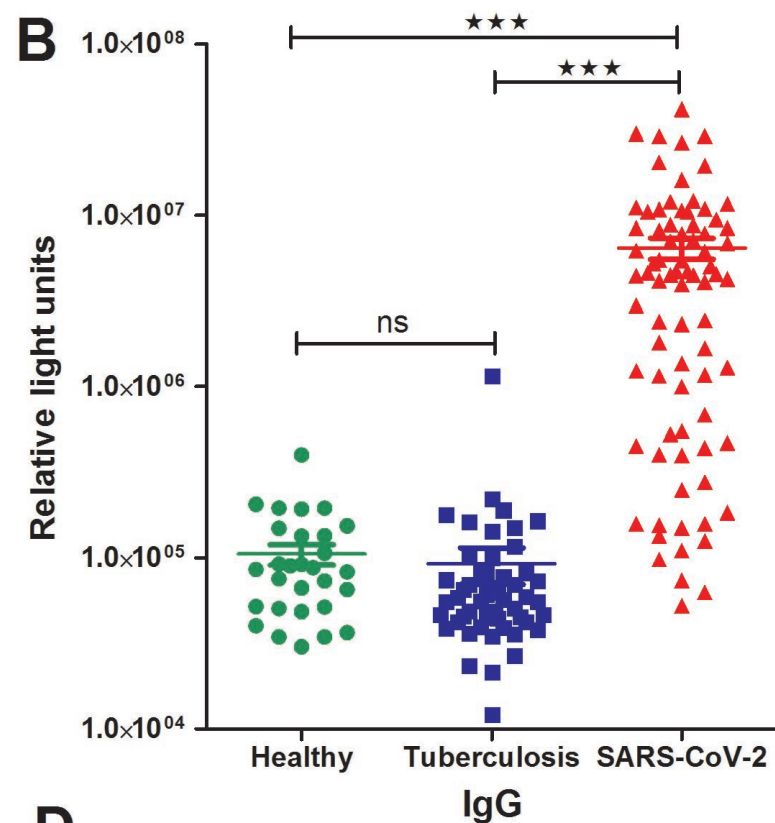 B
★★★
1.0×10⁰⁸
★★★
1.0×10⁰⁷
ns
1.0×10⁰⁶
1.0×10⁰⁵
1.0×10⁰⁴
Relative light units
Healthy Tuberculosis SARS-CoV-2
IgG